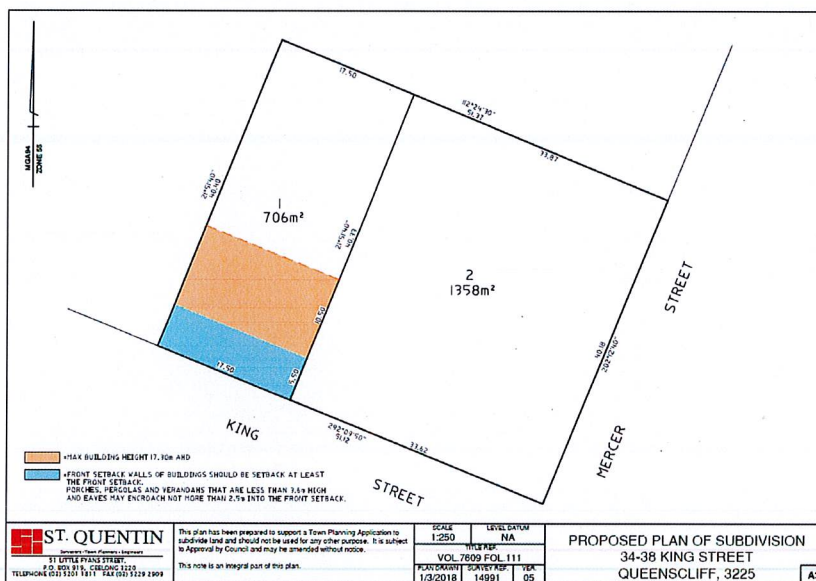 17.50
112°24'30"
51.37
33.87
MGA94
ZONE 55
21°51'40"
40.40
1
706m²
21°51'40"
40.33
2
1358m²
STREET
10.50
40.18
202°12'40"
17.50
5.50
KING
292°09'50"
51.12
33.62
MERCER
STREET
*MAX BUILDING HEIGHT 17.30m AHD
*FRONT SETBACK WALLS OF BUILDINGS SHOULD BE SETBACK AT LEAST
THE FRONT SETBACK.
PORCHES, PERGOLAS AND VERANDAHS THAT ARE LESS THAN 3.6m HIGH
AND EAVES MAY ENCROACH NOT MORE THAN 2.5m INTO THE FRONT SETBACK.
ST. QUENTIN
Surveyors • Town Planners • Engineers
51 LITTLE FYANS STREET,
P.O. BOX 919, GEELONG 3220
TELEPHONE (03) 5201 1811 FAX (03) 5229 2909
This plan has been prepared to support a Town Planning Application to
subdivide land and should not be used for any other purpose. It is subject
to Approval by Council and may be amended without notice.
This note is an integral part of this plan.
SCALE
1:250
LEVEL DATUM
NA
TITLE REF.
VOL.7609 FOL.111
PLAN DRAWN
1/3/2018
SURVEY REF.
14991
VER.
05
PROPOSED PLAN OF SUBDIVISION
34-38 KING STREET
QUEENSCLIFF, 3225